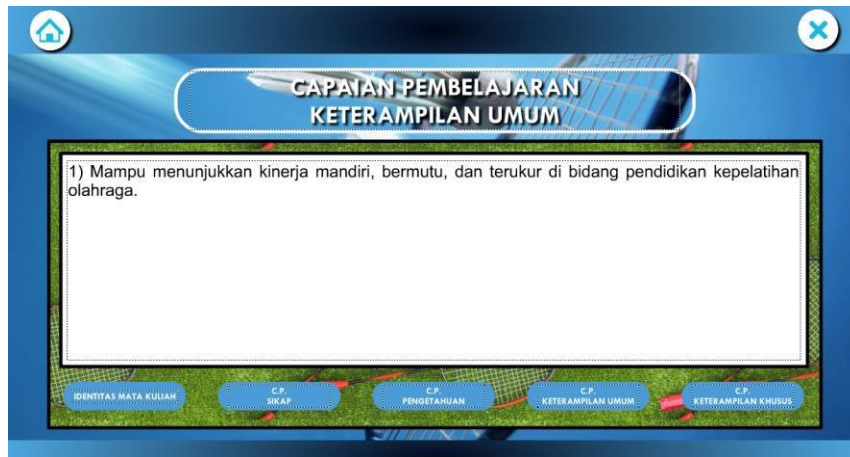 CAPAIAN PEMBELAJARAN
KETERAMPILAN UMUM
1) Mampu menunjukkan kinerja mandiri, bermutu, dan terukur di bidang pendidikan kepelatihan
olahraga.
IDENTITAS MATA KULIAH
C.P.
SIKAP
C.P.
PENGETAHUAN
C.P.
KETERAMPILAN UMUM
C.P.
KETERAMPILAN KHUSUS